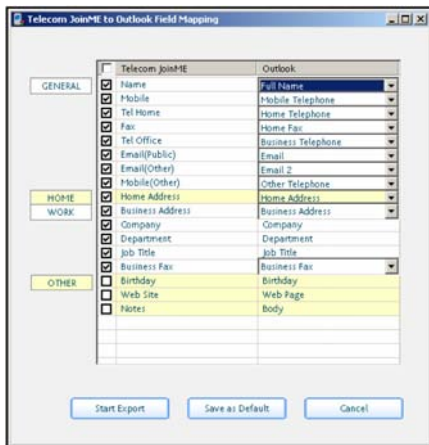 Telecom JoinME to Outlook Field Mapping
Telecom JoinME Outlook
GENERAL Name Full Name
Mobile Mobile Telephone
Tel Home Home Telephone
Fax Home Fax
Tel Office Business Telephone
Email(Public) Email
Email(Other) Email 2
Mobile(Other) Other Telephone
HOME Home Address Home Address
WORK Business Address Business Address
Company Company
Department Department
Job Title Job Title
Business Fax Business Fax
OTHER Birthday Birthday
Web Site Web Page
Notes Body
Start Export Save as Default Cancel